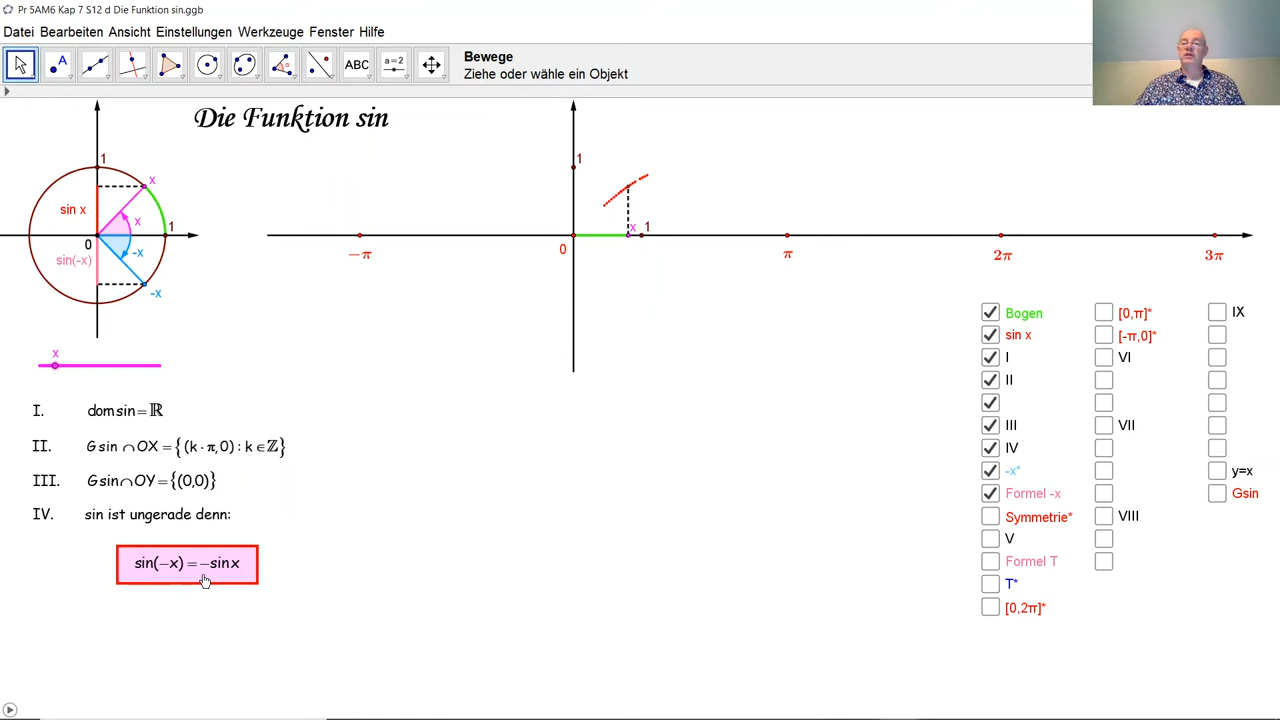 Pr 5AM6 Kap 7 S12 d Die Funktion sin.ggb
Datei Bearbeiten Ansicht Einstellungen Werkzeuge Fenster Hilfe
A ABC a=2
Bewege
Ziehe oder wähle ein Objekt
Die Funktion sin
1
x
sin x
x
1
0
-x
sin(-x)
-x
x
1
x
1
0
−π
π
2π
3π
I. dom sin = ℝ
II. G sin ∩ OX = {(k · π, 0) : k ∈ ℤ}
III. G sin ∩ OY = {(0,0)}
IV. sin ist ungerade denn:
sin(−x) = −sin x
Bogen
sin x
I
II
III
IV
-x*
Formel -x
Symmetrie*
V
Formel T
T*
[0,2π]*
[0,π]*
[-π,0]*
VI
VII
VIII
IX
y=x
Gsin